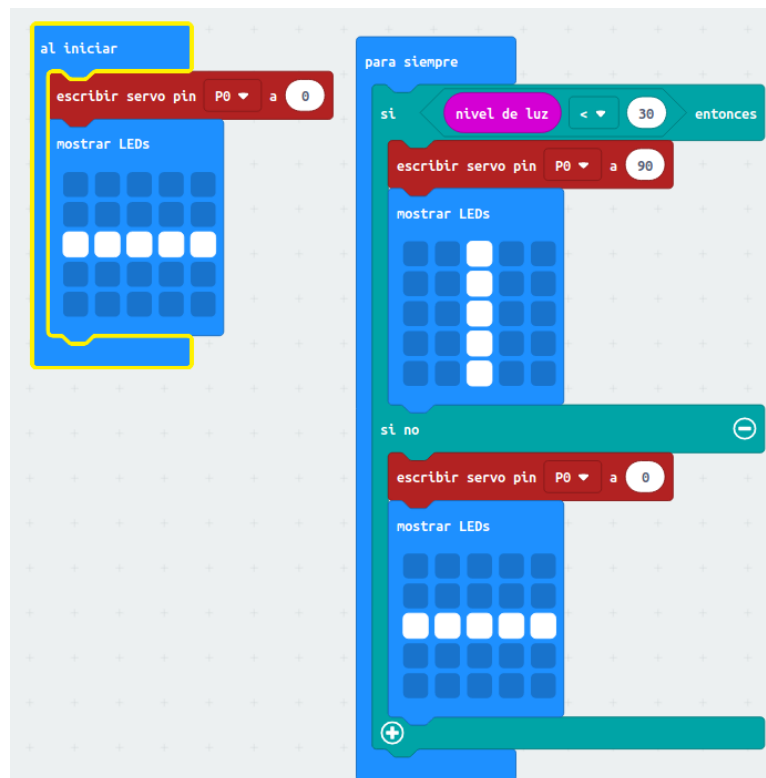 al iniciar
escribir servo pin P0 a 0
mostrar LEDs
para siempre
si nivel de luz < 30 entonces
escribir servo pin P0 a 90
mostrar LEDs
si no
escribir servo pin P0 a 0
mostrar LEDs